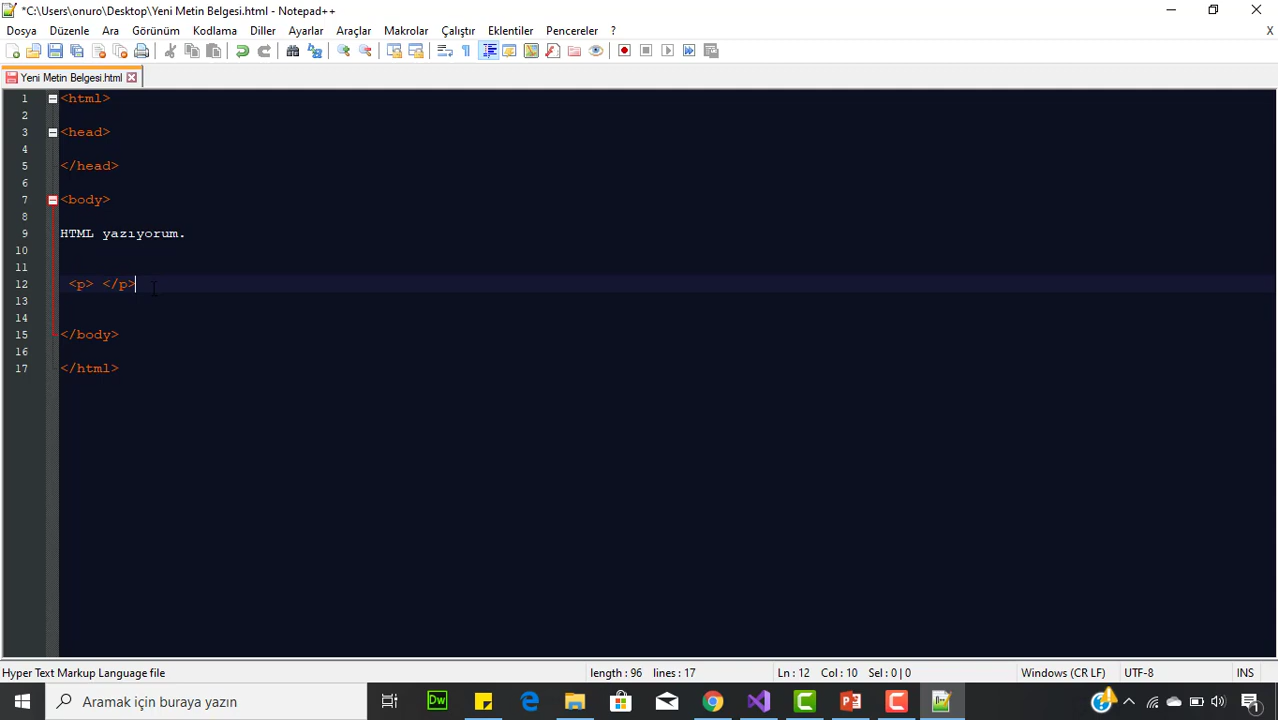 *C:\Users\onuro\Desktop\Yeni Metin Belgesi.html - Notepad++
Dosya Düzenle Ara Görünüm Kodlama Diller Ayarlar Araçlar Makrolar Çalıştır Eklentiler Pencereler ? X
Yeni Metin Belgesi.html
1 <html>
2
3 <head>
4
5 </head>
6
7 <body>
8
9 HTML yazıyorum.
10
11
12 <p> </p>
13
14
15 </body>
16
17 </html>
Hyper Text Markup Language file length : 96 lines : 17 Ln : 12 Col : 10 Sel : 0 | 0 Windows (CR LF) UTF-8 INS
Aramak için buraya yazın Dw 1